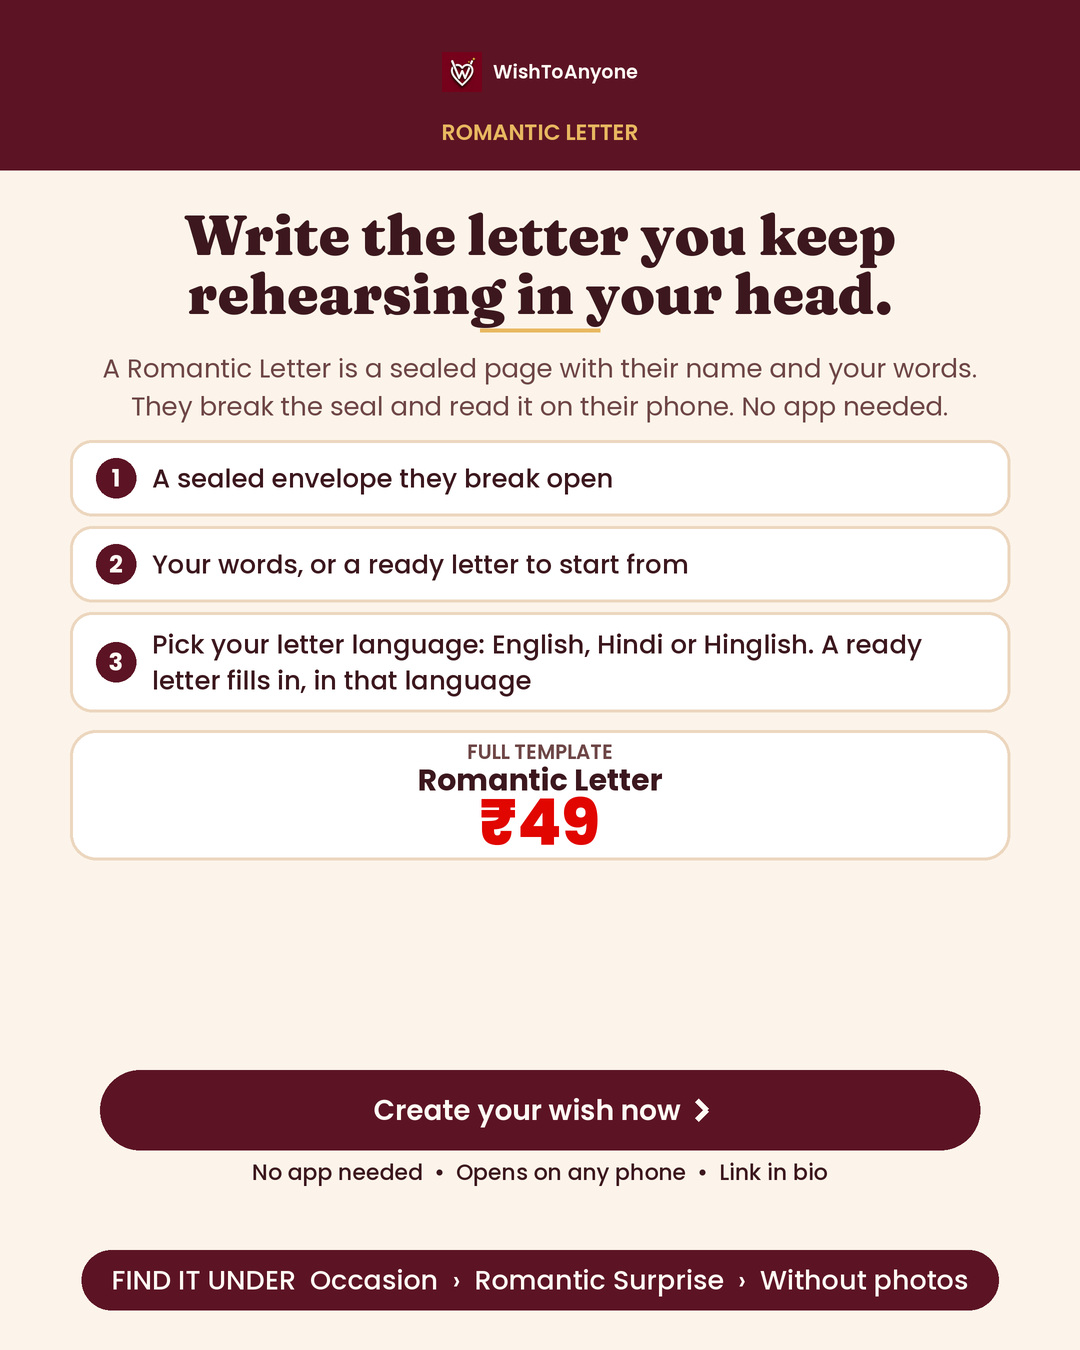 WishToAnyone
ROMANTIC LETTER
Write the letter you keep
rehearsing in your head.
A Romantic Letter is a sealed page with their name and your words.
They break the seal and read it on their phone. No app needed.
1 A sealed envelope they break open
2 Your words, or a ready letter to start from
3 Pick your letter language: English, Hindi or Hinglish. A ready
letter fills in, in that language
FULL TEMPLATE
Romantic Letter
₹49
Create your wish now ›
No app needed • Opens on any phone • Link in bio
FIND IT UNDER Occasion › Romantic Surprise › Without photos